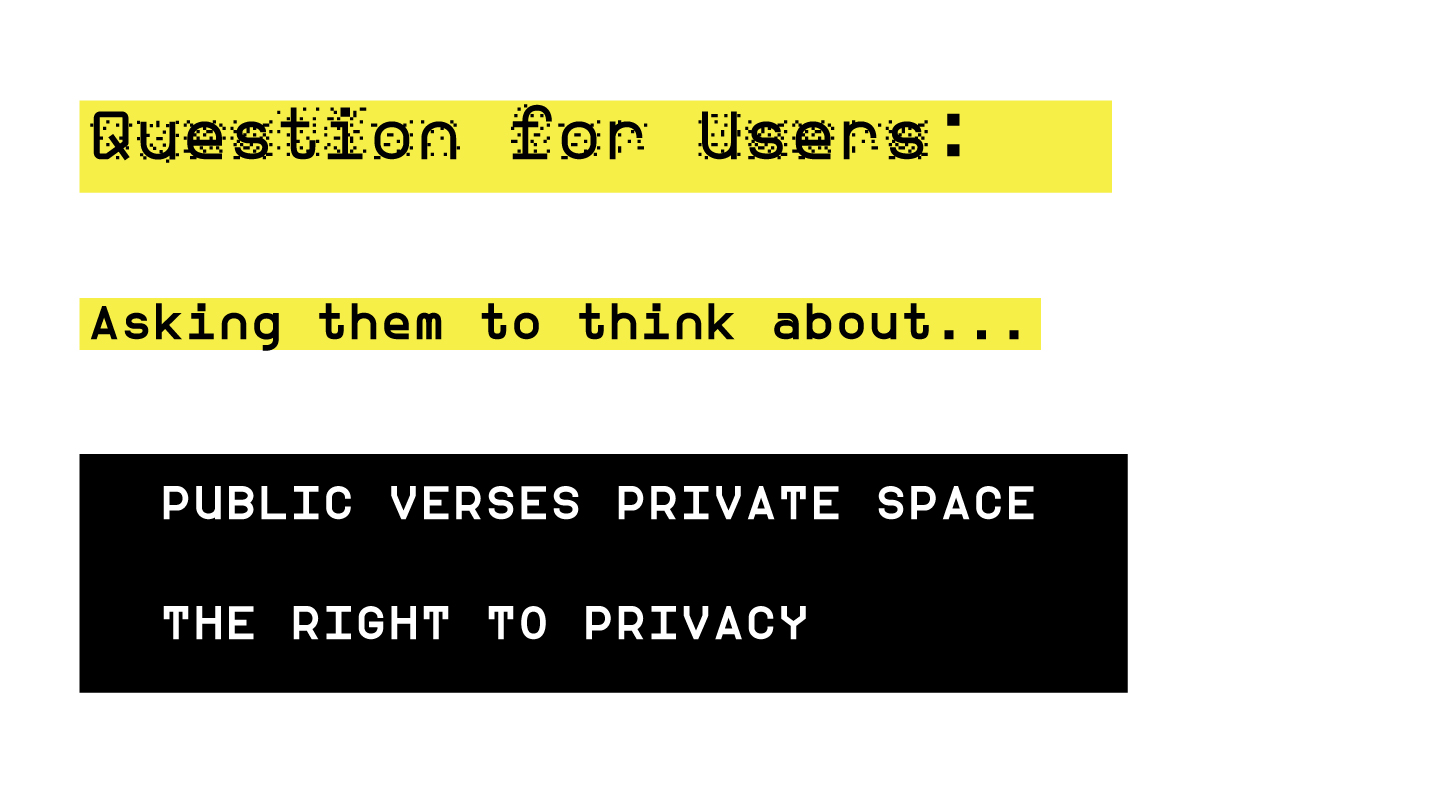 Question for Users:
Asking them to think about...
PUBLIC VERSES PRIVATE SPACE
THE RIGHT TO PRIVACY